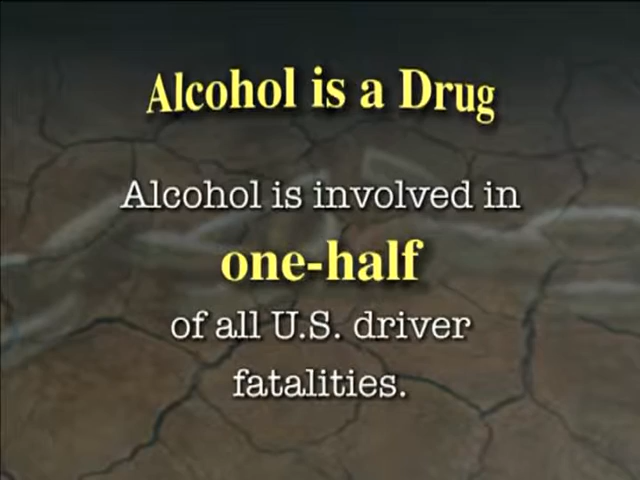 Alcohol is a Drug
Alcohol is involved in
one-half
of all U.S. driver
fatalities.